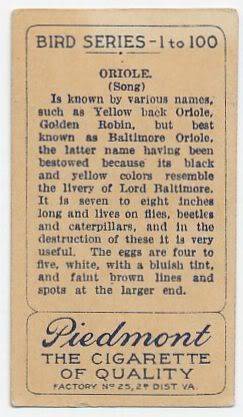 BIRD SERIES - 1 to 100
ORIOLE.
(Song)
Is known by various names,
such as Yellow back Oriole,
Golden Robin, but best
known as Baltimore Oriole,
the latter name having been
bestowed because its black
and yellow colors resemble
the livery of Lord Baltimore.
It is seven to eight inches
long and lives on flies, beetles
and caterpillars, and in the
destruction of these it is very
useful. The eggs are four to
five, white, with a bluish tint,
and faint brown lines and
spots at the larger end.
Piedmont
THE CIGARETTE
OF QUALITY
FACTORY No 25, 2d DIST. VA.